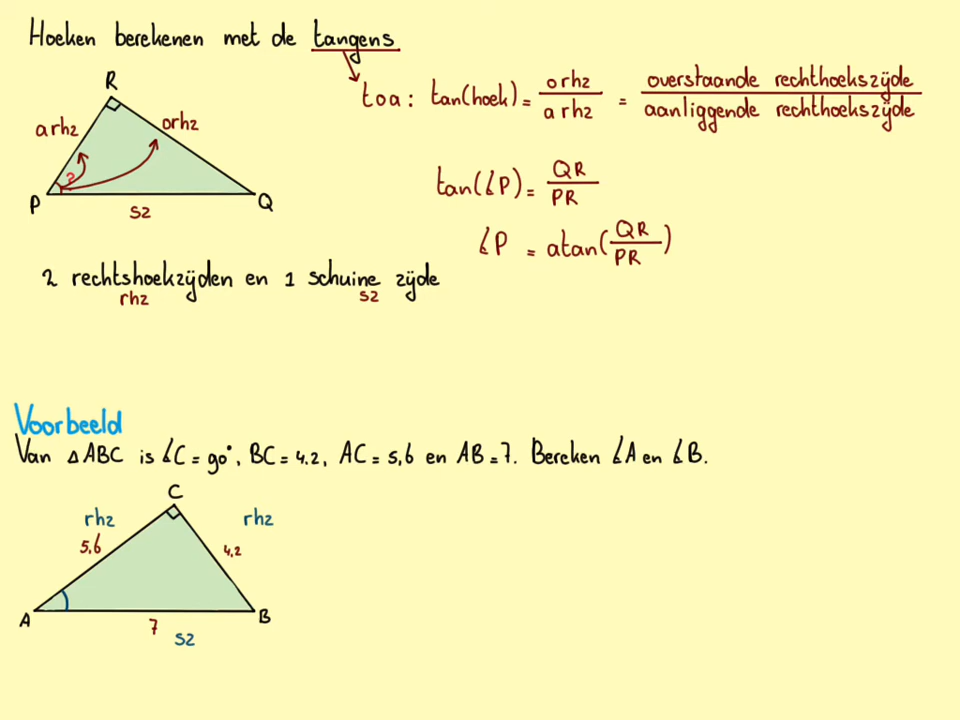 Hoeken berekenen met de tangens
toa: tan(hoek) = orhz / arhz = overstaande rechthoekszijde / aanliggende rechthoekszijde
R
arhz
orhz
?
P
Q
sz
tan(∠P) = QR / PR
∠P = atan(QR / PR)
2 rechtshoekzijden en 1 schuine zijde
rhz
sz
Voorbeeld
Van △ABC is ∠C = 90°, BC = 4,2, AC = 5,6 en AB = 7. Bereken ∠A en ∠B.
C
rhz
rhz
5,6
4,2
A
B
7
sz